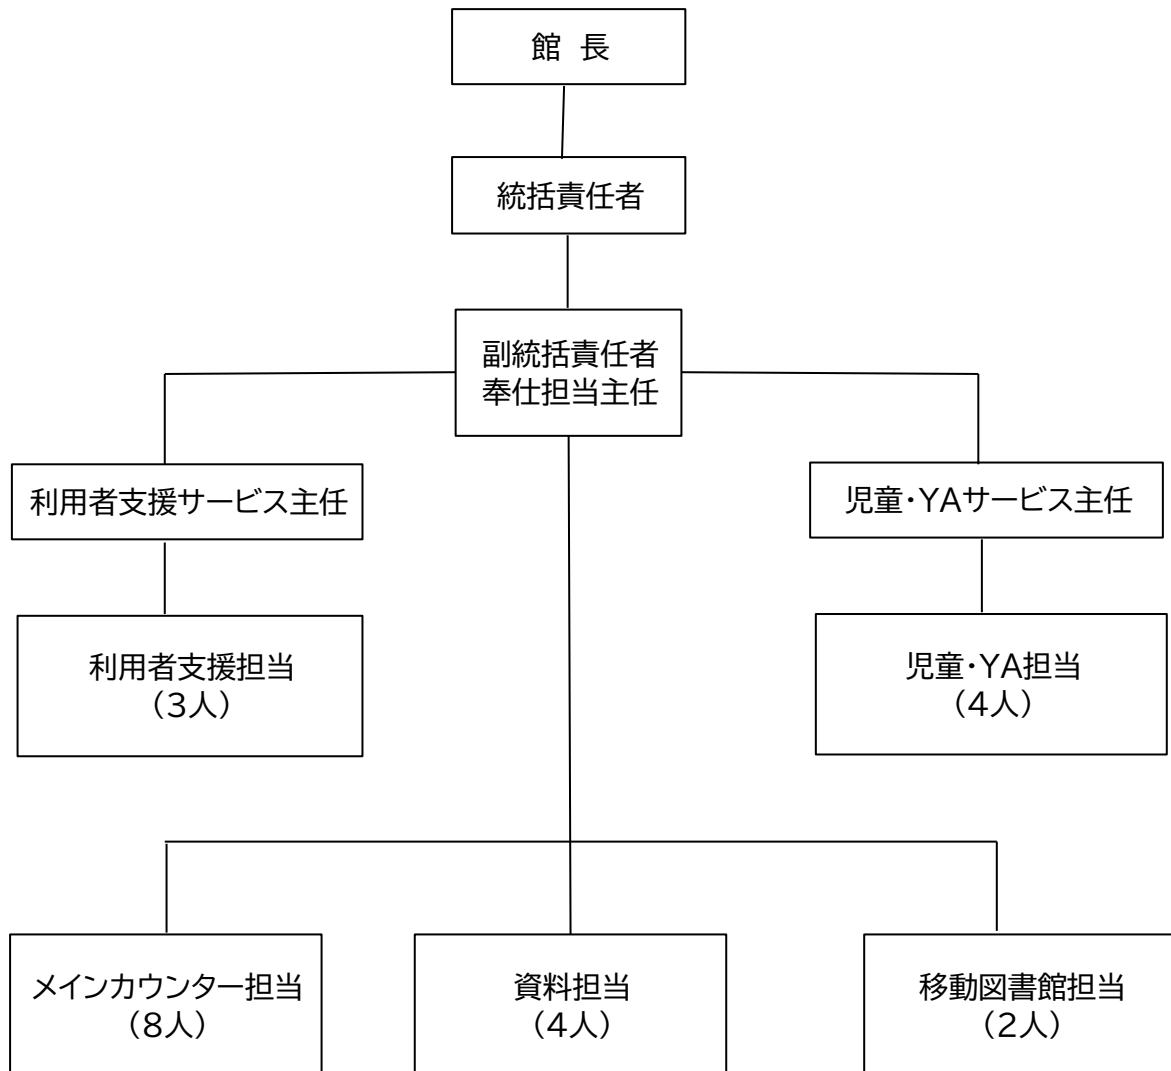 館 長
統括責任者
副統括責任者
奉仕担当主任
利用者支援サービス主任
児童・YAサービス主任
利用者支援担当
(3人)
児童・YA担当
(4人)
メインカウンター担当
(8人)
資料担当
(4人)
移動図書館担当
(2人)